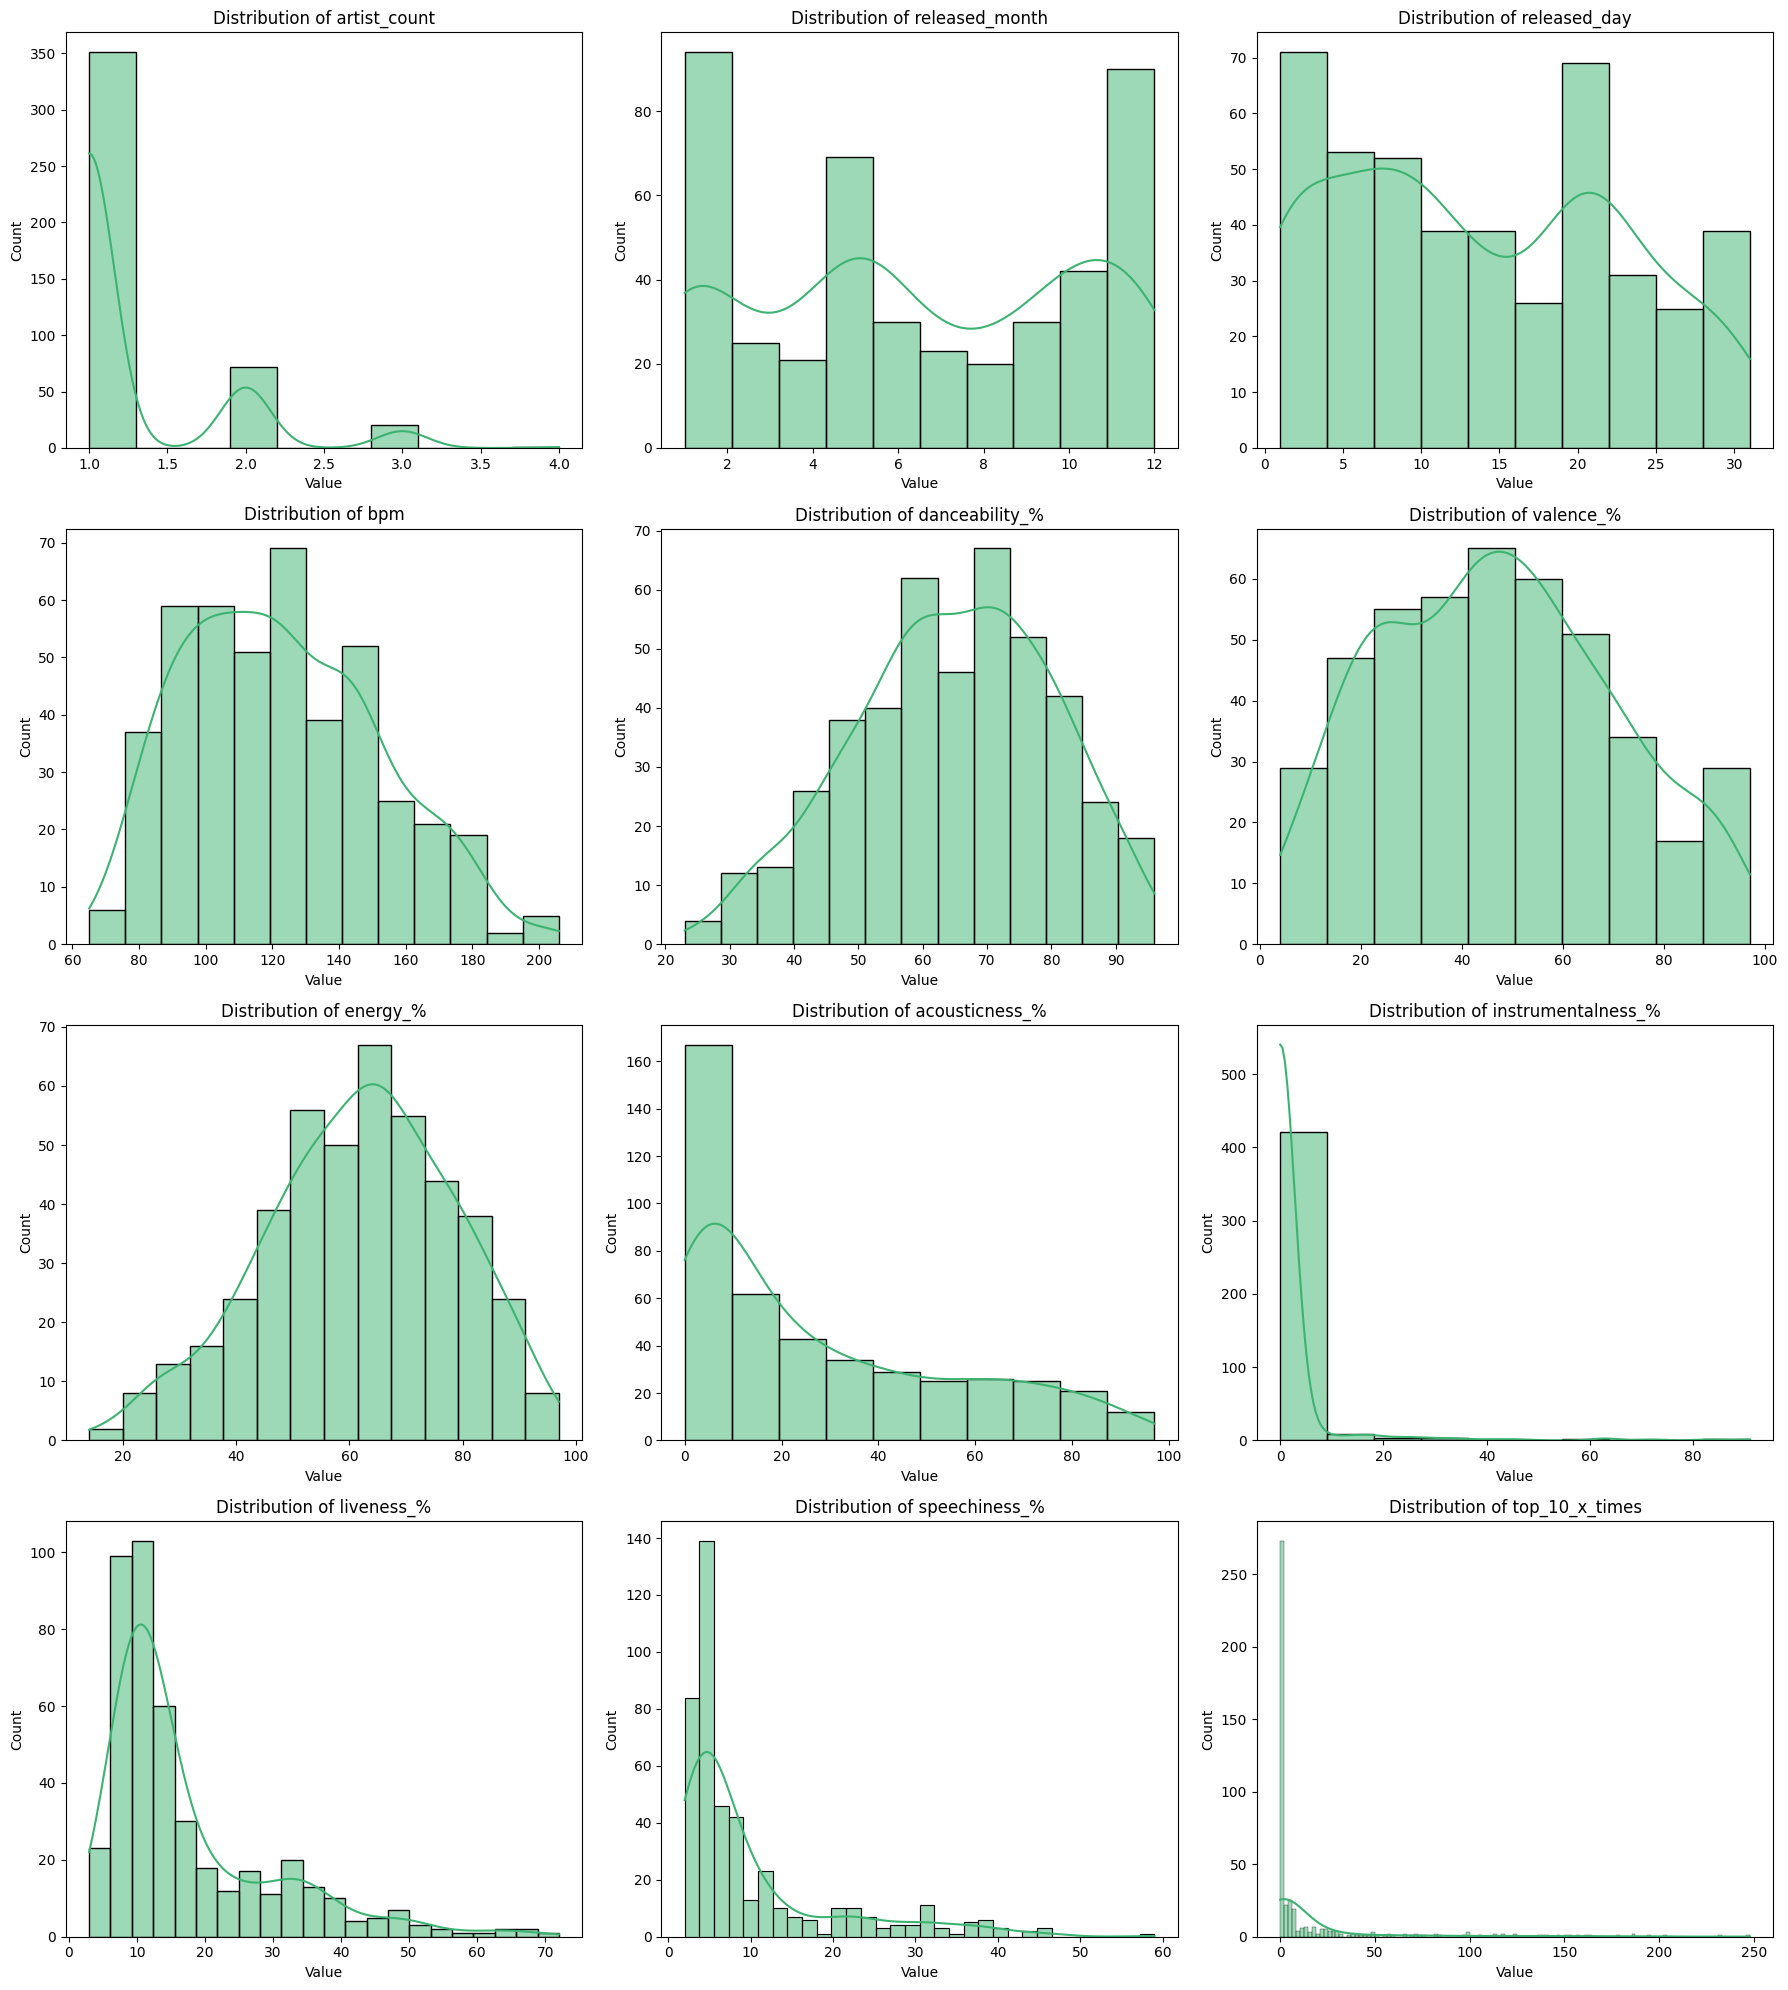 Distribution of artist_count
Distribution of released_month
Distribution of released_day
350
300
250
200
150
100
50
0
Count
1.0 1.5 2.0 2.5 3.0 3.5 4.0
Value
80
60
40
20
0
Count
2 4 6 8 10 12
Value
70
60
50
40
30
20
10
0
Count
0 5 10 15 20 25 30
Value
Distribution of bpm
Distribution of danceability_%
Distribution of valence_%
70
60
50
40
30
20
10
0
Count
60 80 100 120 140 160 180 200
Value
70
60
50
40
30
20
10
0
Count
20 30 40 50 60 70 80 90
Value
60
50
40
30
20
10
0
Count
0 20 40 60 80 100
Value
Distribution of energy_%
Distribution of acousticness_%
Distribution of instrumentalness_%
70
60
50
40
30
20
10
0
Count
20 40 60 80 100
Value
160
140
120
100
80
60
40
20
0
Count
0 20 40 60 80 100
Value
500
400
300
200
100
0
Count
0 20 40 60 80
Value
Distribution of liveness_%
Distribution of speechiness_%
Distribution of top_10_x_times
100
80
60
40
20
0
Count
0 10 20 30 40 50 60 70
Value
140
120
100
80
60
40
20
0
Count
0 10 20 30 40 50 60
Value
250
200
150
100
50
0
Count
0 50 100 150 200 250
Value